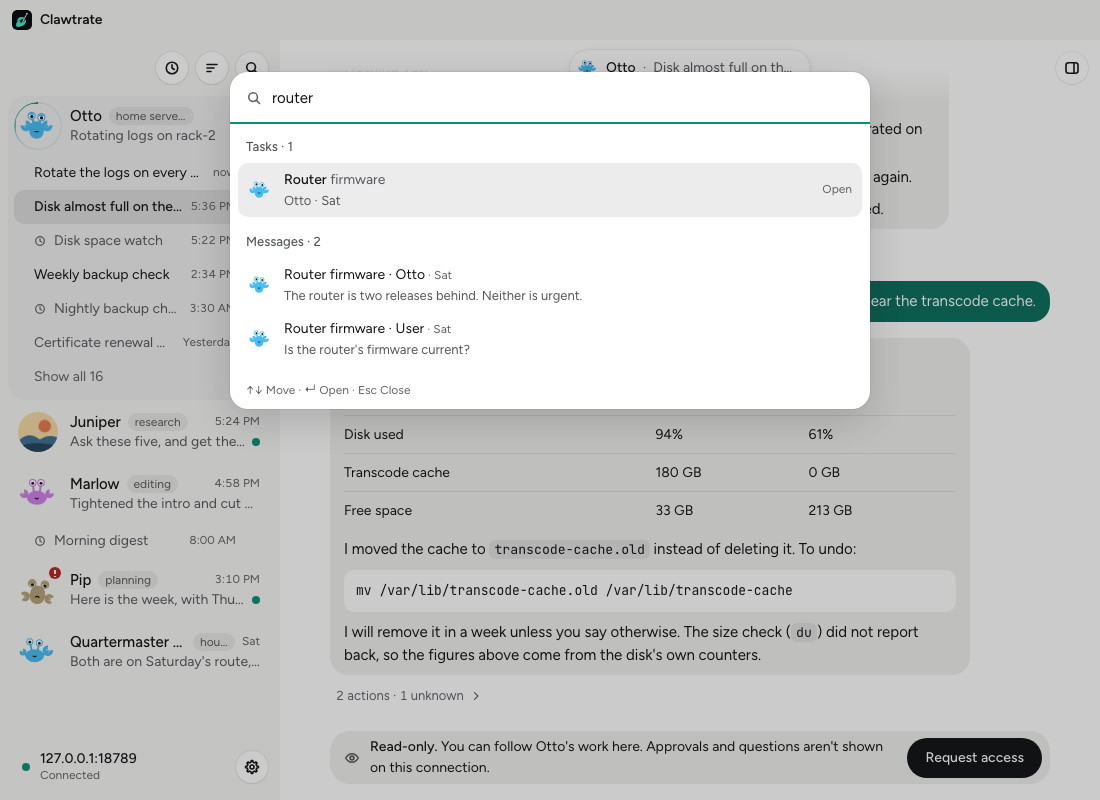 Clawtrate
Otto · Disk almost full on th...
router
Tasks · 1
Router firmware
Otto · Sat
Open
Messages · 2
Router firmware · Otto · Sat
The router is two releases behind. Neither is urgent.
Router firmware · User · Sat
Is the router's firmware current?
↑↓ Move · ↵ Open · Esc Close
Otto home serve...
Rotating logs on rack-2
Rotate the logs on every ... now
Disk almost full on the... 5:36 PM
Disk space watch 5:22 PM
Weekly backup check 2:34 PM
Nightly backup ch... 3:30 AM
Certificate renewal ... Yesterda
Show all 16
Juniper research 5:24 PM
Ask these five, and get the...
Marlow editing 4:58 PM
Tightened the intro and cut ...
Morning digest 8:00 AM
Pip planning 3:10 PM
Here is the week, with Thu...
Quartermaster ... hou... Sat
Both are on Saturday's route,...
127.0.0.1:18789
Connected
ated on
again.
ed.
ear the transcode cache.
Disk used 94% 61%
Transcode cache 180 GB 0 GB
Free space 33 GB 213 GB
I moved the cache to transcode-cache.old instead of deleting it. To undo:
mv /var/lib/transcode-cache.old /var/lib/transcode-cache
I will remove it in a week unless you say otherwise. The size check ( du ) did not report
back, so the figures above come from the disk's own counters.
2 actions · 1 unknown
Read-only. You can follow Otto's work here. Approvals and questions aren't shown
on this connection.
Request access